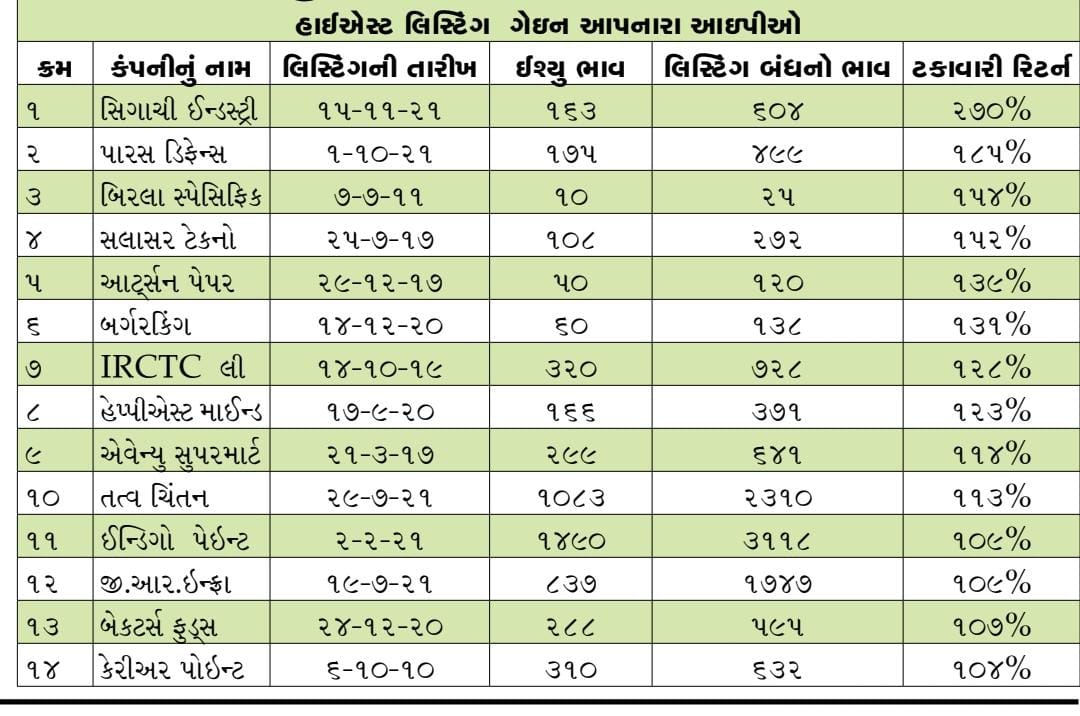 હાઈએસ્ટ લિસ્ટિંગ ગેઇન આપનારા આઇપીઓ
ક્રમ કંપનીનું નામ લિસ્ટિંગની તારીખ ઈશ્યુ ભાવ લિસ્ટિંગ બંધનો ભાવ ટકાવારી રિટર્ન
૧ સિગાચી ઈન્ડસ્ટ્રી ૧૫-૧૧-૨૧ ૧૬૩ ૬૦૪ ૨૭૦%
૨ પારસ ડિફેન્સ ૧-૧૦-૨૧ ૧૭૫ ૪૯૯ ૧૮૫%
૩ બિરલા સ્પેસિફિક ૭-૭-૧૧ ૧૦ ૨૫ ૧૫૪%
૪ સલાસર ટેકનો ૨૫-૭-૧૭ ૧૦૮ ૨૭૨ ૧૫૨%
૫ આર્ટ્સન પેપર ૨૯-૧૨-૧૭ ૫૦ ૧૨૦ ૧૩૯%
૬ બર્ગરકિંગ ૧૪-૧૨-૨૦ ૬૦ ૧૩૮ ૧૩૧%
૭ IRCTC લી ૧૪-૧૦-૧૯ ૩૨૦ ૭૨૮ ૧૨૮%
૮ હેપ્પીએસ્ટ માઈન્ડ ૧૭-૯-૨૦ ૧૬૬ ૩૭૧ ૧૨૩%
૯ એવેન્યુ સુપરમાર્ટ ૨૧-૩-૧૭ ૨૯૯ ૬૪૧ ૧૧૪%
૧૦ તત્વ ચિંતન ૨૯-૭-૨૧ ૧૦૮૩ ૨૩૧૦ ૧૧૩%
૧૧ ઈન્ડિગો પેઇન્ટ ૨-૨-૨૧ ૧૪૯૦ ૩૧૧૮ ૧૦૯%
૧૨ જી.આર.ઇન્ફ્રા ૧૯-૭-૨૧ ૮૩૭ ૧૭૪૭ ૧૦૯%
૧૩ બેકટર્સ ફુડ્સ ૨૪-૧૨-૨૦ ૨૮૮ ૫૯૫ ૧૦૭%
૧૪ કેરીઅર પોઇન્ટ ૬-૧૦-૧૦ ૩૧૦ ૬૩૨ ૧૦૪%